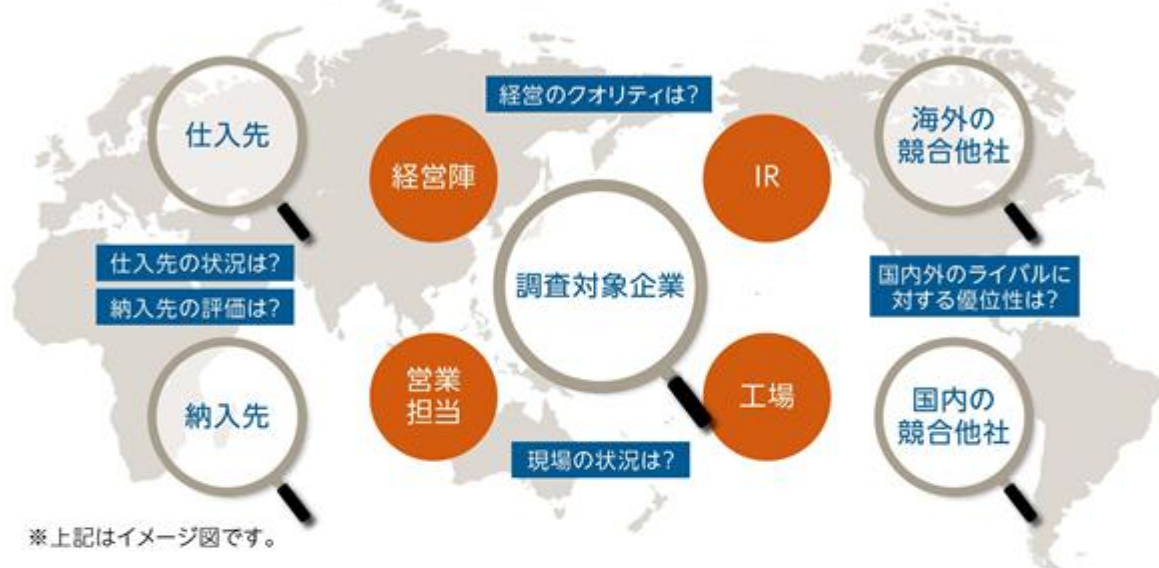 経営のクオリティは?
仕入先
経営陣
IR
海外の
競合他社
仕入先の状況は?
納入先の評価は?
調査対象企業
国内外のライバルに
対する優位性は?
納入先
営業
担当
工場
国内の
競合他社
現場の状況は?
※上記はイメージ図です。